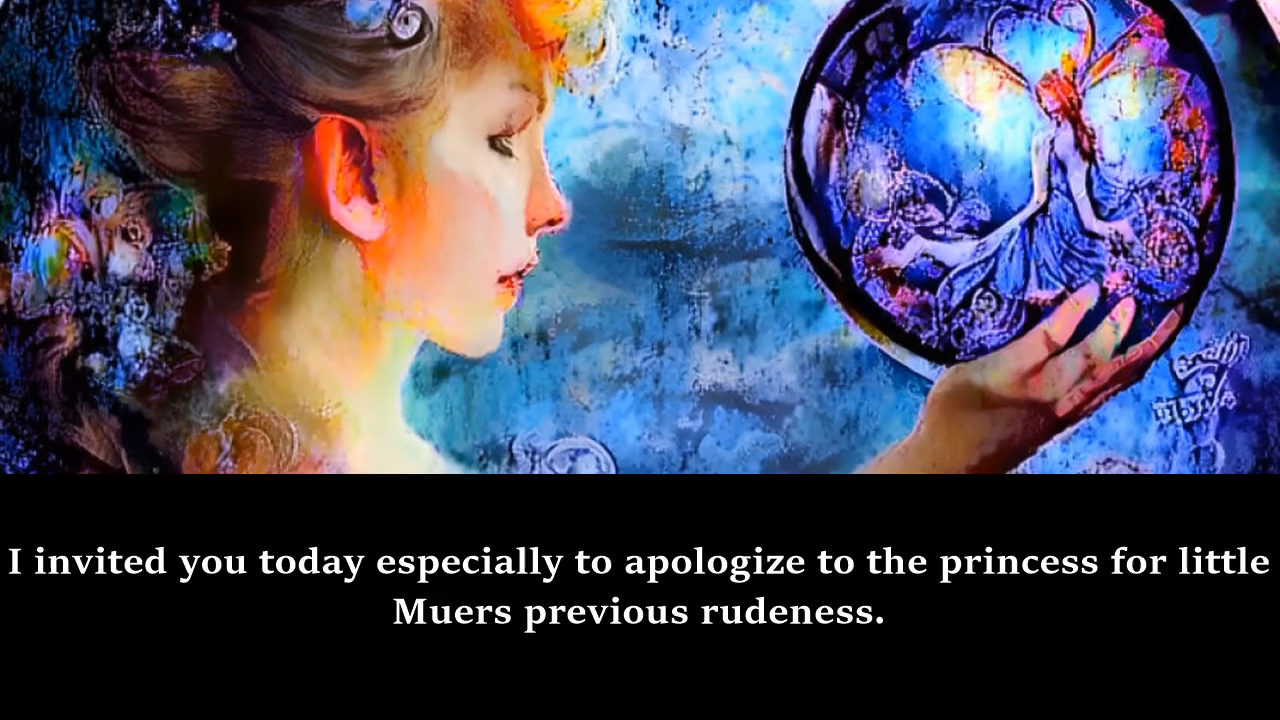 I invited you today especially to apologize to the princess for little
Muers previous rudeness.